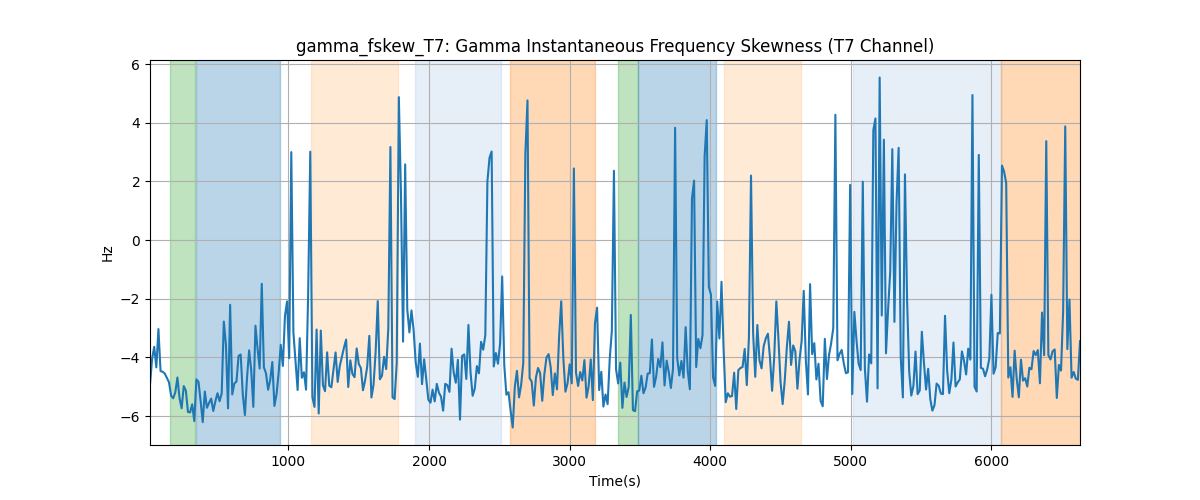 gamma_fskew_T7: Gamma Instantaneous Frequency Skewness (T7 Channel)
6
4
2
0
−2
−4
−6
Hz
1000 2000 3000 4000 5000 6000
Time(s)